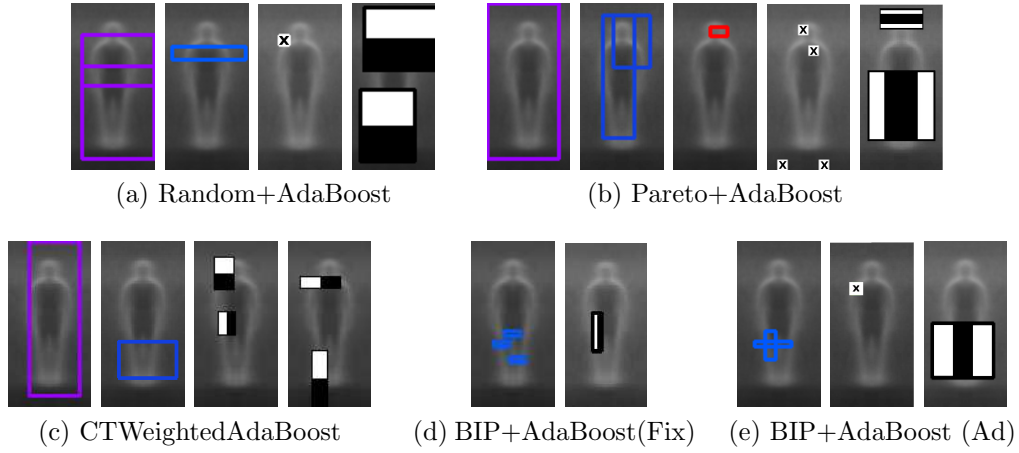 x
x
x
x x
(a) Random+AdaBoost
(b) Pareto+AdaBoost
x
(c) CTWeightedAdaBoost
(d) BIP+AdaBoost(Fix)
(e) BIP+AdaBoost (Ad)